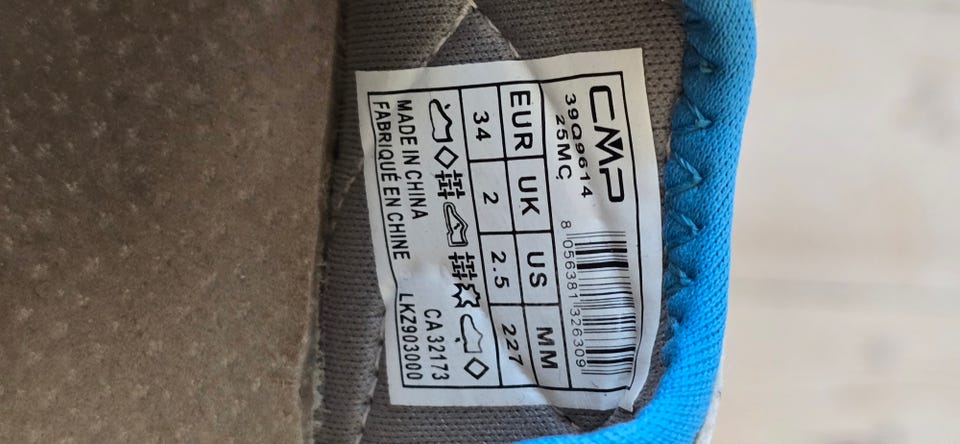 CMP
39Q9614
25MC
8 056381 326309
EUR UK US MM
34 2 2.5 227
MADE IN CHINA CA 32173
FABRIQUÉ EN CHINE LKZ903000